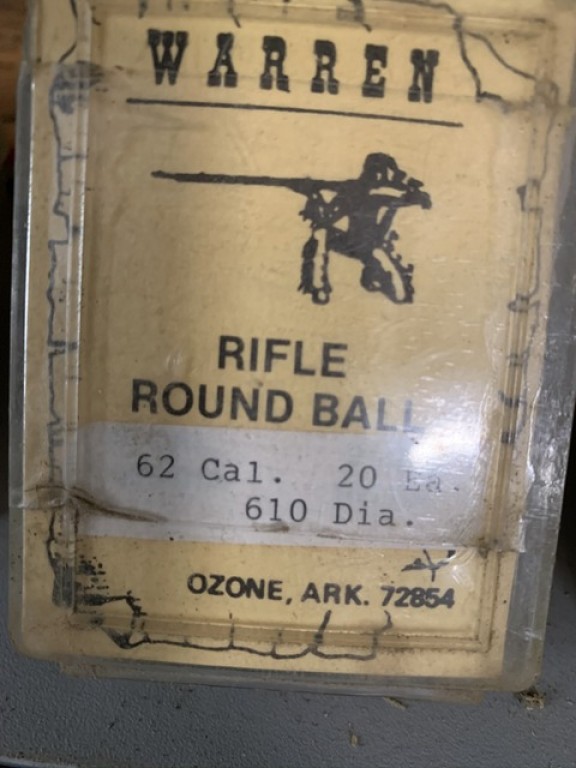 WARREN
RIFLE
ROUND BALL
62 Cal. 20 Ea.
610 Dia.
OZONE, ARK. 72854